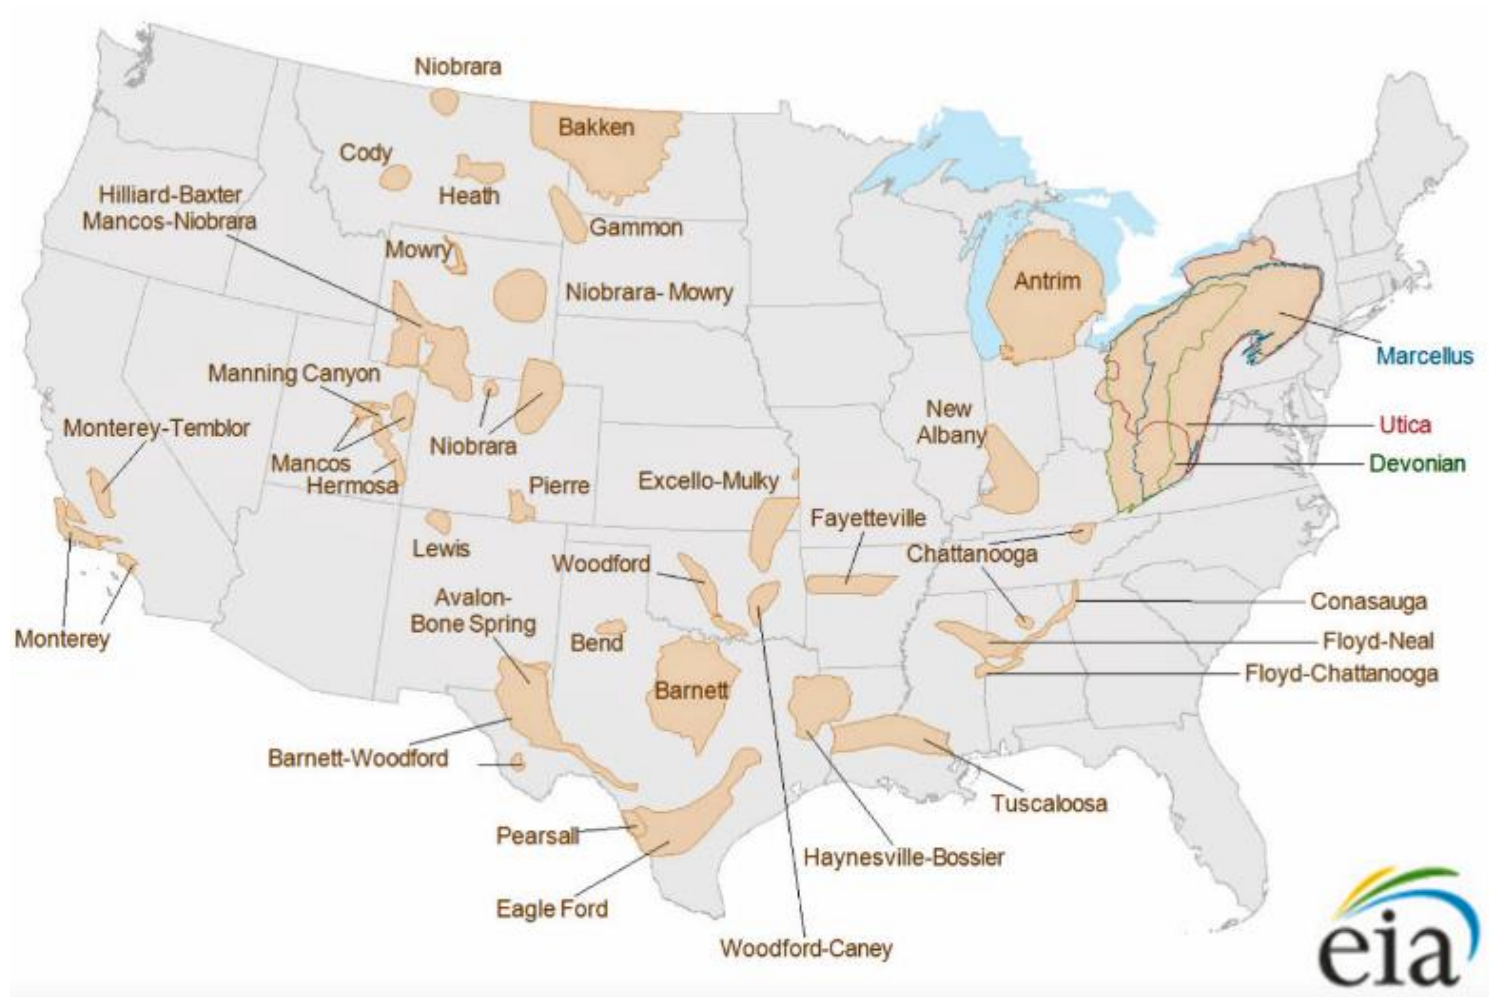 Niobrara
Bakken
Cody
Heath
Hilliard-Baxter
Mancos-Niobrara
Gammon
Mowry
Niobrara- Mowry
Antrim
Marcellus
Manning Canyon
New
Albany
Monterey-Temblor
Niobrara
Utica
Mancos
Devonian
Hermosa
Pierre
Excello-Mulky
Fayetteville
Lewis
Woodford
Chattanooga
Avalon-
Bone Spring
Conasauga
Monterey
Bend
Floyd-Neal
Floyd-Chattanooga
Barnett
Barnett-Woodford
Tuscaloosa
Pearsall
Haynesville-Bossier
Eagle Ford
Woodford-Caney
eia